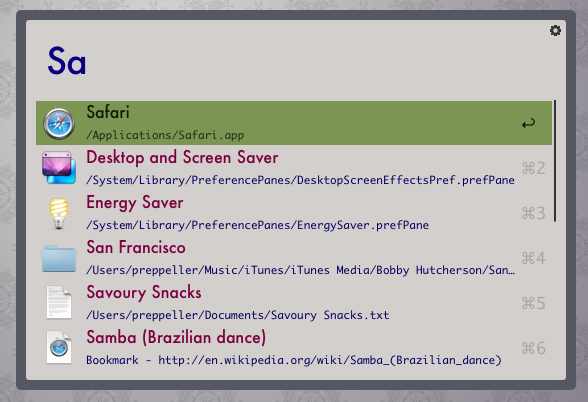 Sa
Safari
/Applications/Safari.app
Desktop and Screen Saver
/System/Library/PreferencePanes/DesktopScreenEffectsPref.prefPane
⌘2
Energy Saver
/System/Library/PreferencePanes/EnergySaver.prefPane
⌘3
San Francisco
/Users/preppeller/Music/iTunes/iTunes Media/Bobby Hutcherson/San…
⌘4
Savoury Snacks
/Users/preppeller/Documents/Savoury Snacks.txt
⌘5
Samba (Brazilian dance)
Bookmark - http://en.wikipedia.org/wiki/Samba_(Brazilian_dance)
⌘6